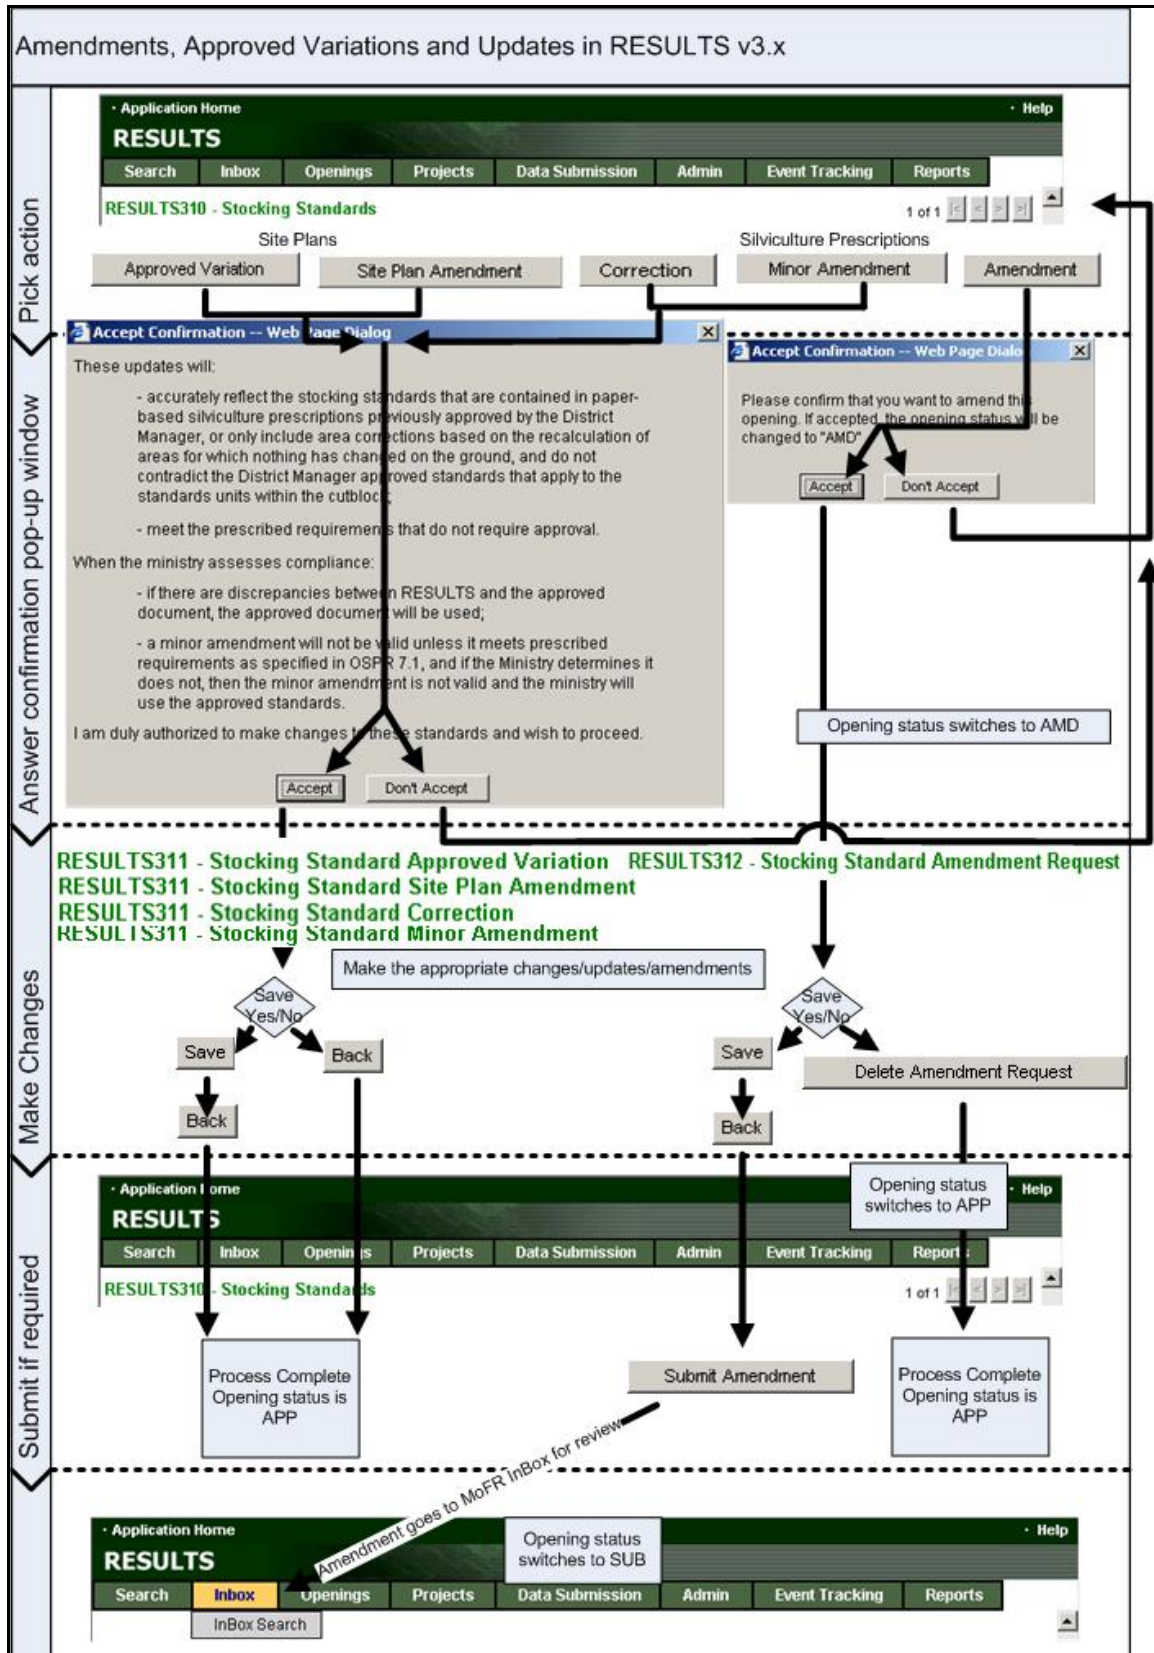 Amendments, Approved Variations and Updates in RESULTS v3.x
Pick action
· Application Home
· Help
RESULTS
Search Inbox Openings Projects Data Submission Admin Event Tracking Reports
RESULTS310 - Stocking Standards
1 of 1 |< < > >|
Site Plans
Silviculture Prescriptions
Approved Variation
Site Plan Amendment
Correction
Minor Amendment
Amendment
Answer confirmation pop-up window
Accept Confirmation -- Web Page Dialog
These updates will:
- accurately reflect the stocking standards that are contained in paper-
based silviculture prescriptions previously approved by the District
Manager, or only include area corrections based on the recalculation of
areas for which nothing has changed on the ground, and do not
contradict the District Manager approved standards that apply to the
standards units within the cutblock;
- meet the prescribed requirements that do not require approval.
When the ministry assesses compliance:
- if there are discrepancies between RESULTS and the approved
document, the approved document will be used;
- a minor amendment will not be valid unless it meets prescribed
requirements as specified in OSPR 7.1, and if the Ministry determines it
does not, then the minor amendment is not valid and the ministry will
use the approved standards.
I am duly authorized to make changes to these standards and wish to proceed.
Accept
Don't Accept
Accept Confirmation -- Web Page Dialog
Please confirm that you want to amend this
opening. If accepted, the opening status will be
changed to "AMD"
Accept
Don't Accept
Opening status switches to AMD
Make Changes
RESULTS311 - Stocking Standard Approved Variation
RESULTS312 - Stocking Standard Amendment Request
RESULTS311 - Stocking Standard Site Plan Amendment
RESULTS311 - Stocking Standard Correction
RESULTS311 - Stocking Standard Minor Amendment
Make the appropriate changes/updates/amendments
Save
Yes/No
Save
Back
Back
Save
Yes/No
Save
Delete Amendment Request
Back
Submit if required
· Application Home
Opening status
switches to APP
· Help
RESULTS
Search Inbox Openings Projects Data Submission Admin Event Tracking Reports
RESULTS310 - Stocking Standards
1 of 1 |< < > >|
Process Complete
Opening status is
APP
Submit Amendment
Process Complete
Opening status is
APP
Amendment goes to MoFR InBox for review
· Application Home
Opening status
switches to SUB
· Help
RESULTS
Search Inbox Openings Projects Data Submission Admin Event Tracking Reports
InBox Search